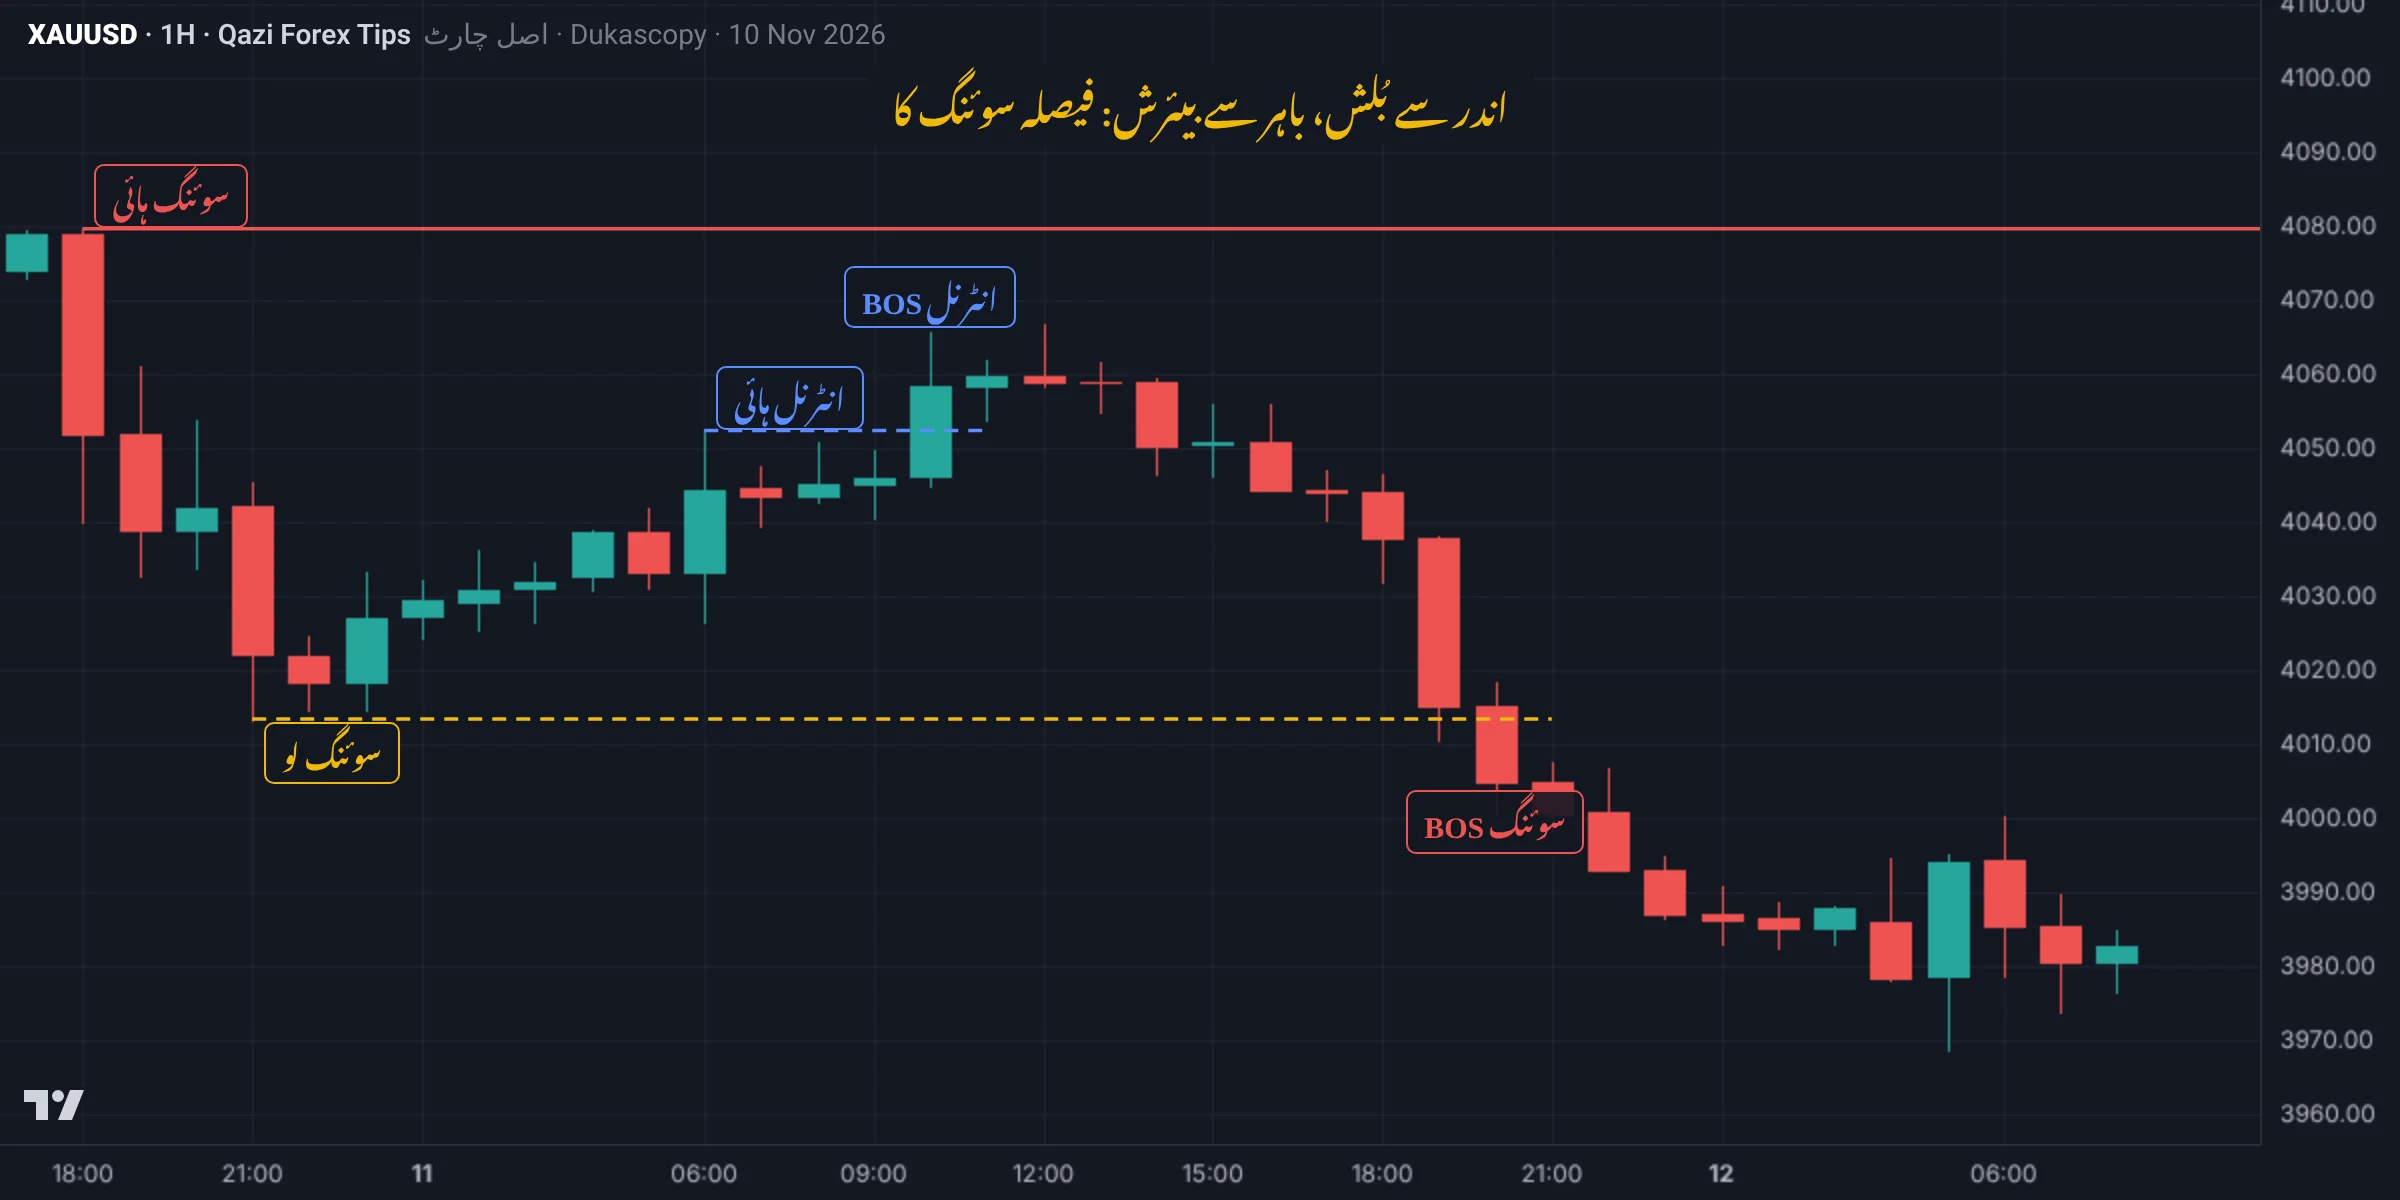 XAUUSD · 1H · Qazi Forex Tips اصل چارٹ · Dukascopy · 10 Nov 2026
اندر سے بُلش، باہر سے بیئرش: فیصلہ سوئنگ کا
سوئنگ ہائی
انٹرنل BOS
انٹرنل ہائی
سوئنگ لو
سوئنگ BOS
4110.00
4100.00
4090.00
4080.00
4070.00
4060.00
4050.00
4040.00
4030.00
4020.00
4010.00
4000.00
3990.00
3980.00
3970.00
3960.00
18:00 21:00 11 06:00 09:00 12:00 15:00 18:00 21:00 12 06:00